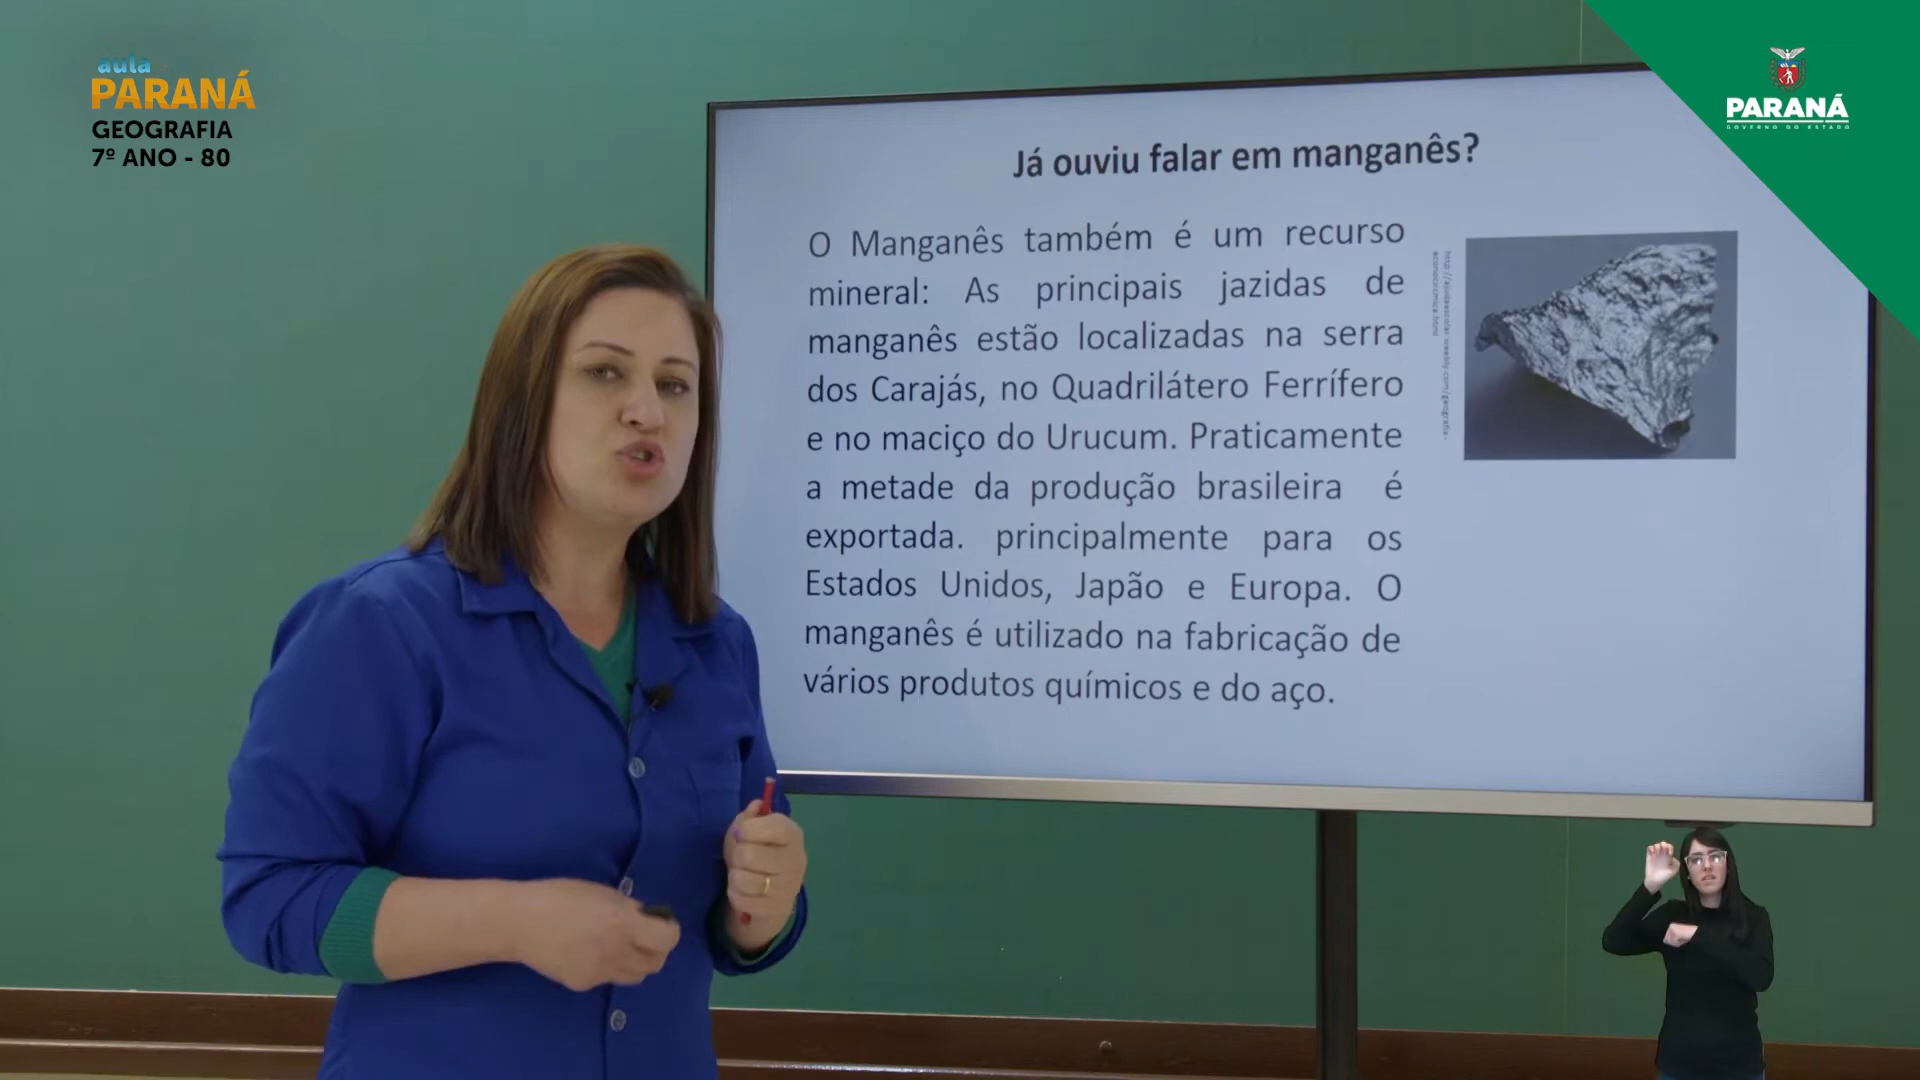 aula
PARANÁ
GEOGRAFIA
7º ANO - 80
PARANÁ
GOVERNO DO ESTADO
Já ouviu falar em manganês?
O Manganês também é um recurso
mineral: As principais jazidas de
manganês estão localizadas na serra
dos Carajás, no Quadrilátero Ferrífero
e no maciço do Urucum. Praticamente
a metade da produção brasileira é
exportada. principalmente para os
Estados Unidos, Japão e Europa. O
manganês é utilizado na fabricação de
vários produtos químicos e do aço.